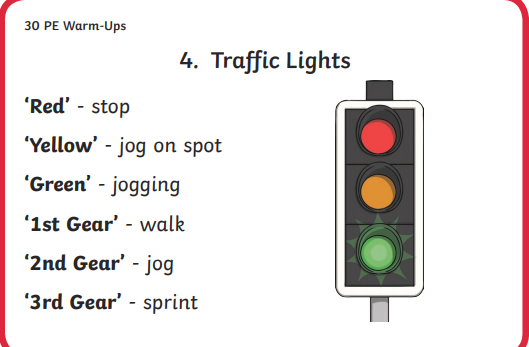 30 PE Warm-Ups
4. Traffic Lights
‘Red’ - stop
‘Yellow’ - jog on spot
‘Green’ - jogging
‘1st Gear’ - walk
‘2nd Gear’ - jog
‘3rd Gear’ - sprint